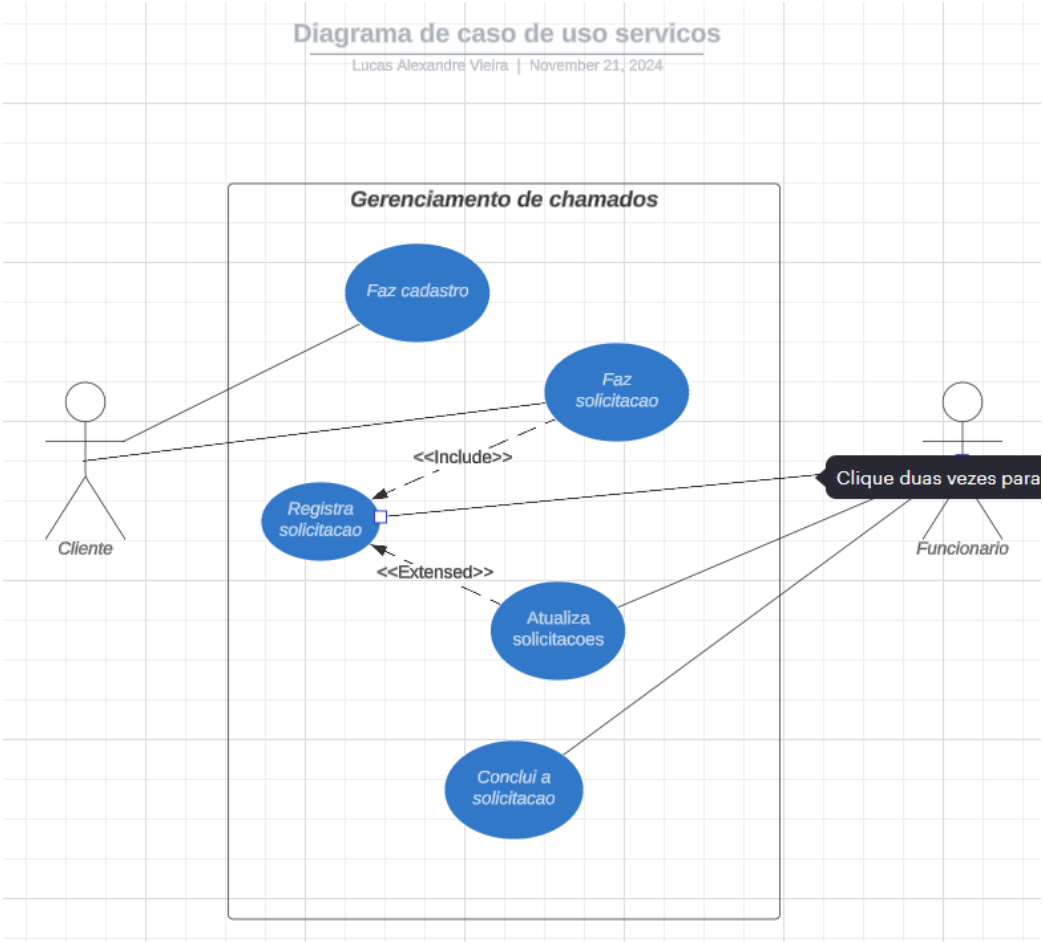 Diagrama de caso de uso servicos
Lucas Alexandre Vieira | November 21, 2024
Gerenciamento de chamados
Faz cadastro
Faz
solicitacao
<<Include>>
Clique duas vezes para
Registra
solicitacao
Cliente
Funcionario
<<Extensed>>
Atualiza
solicitacoes
Conclui a
solicitacao